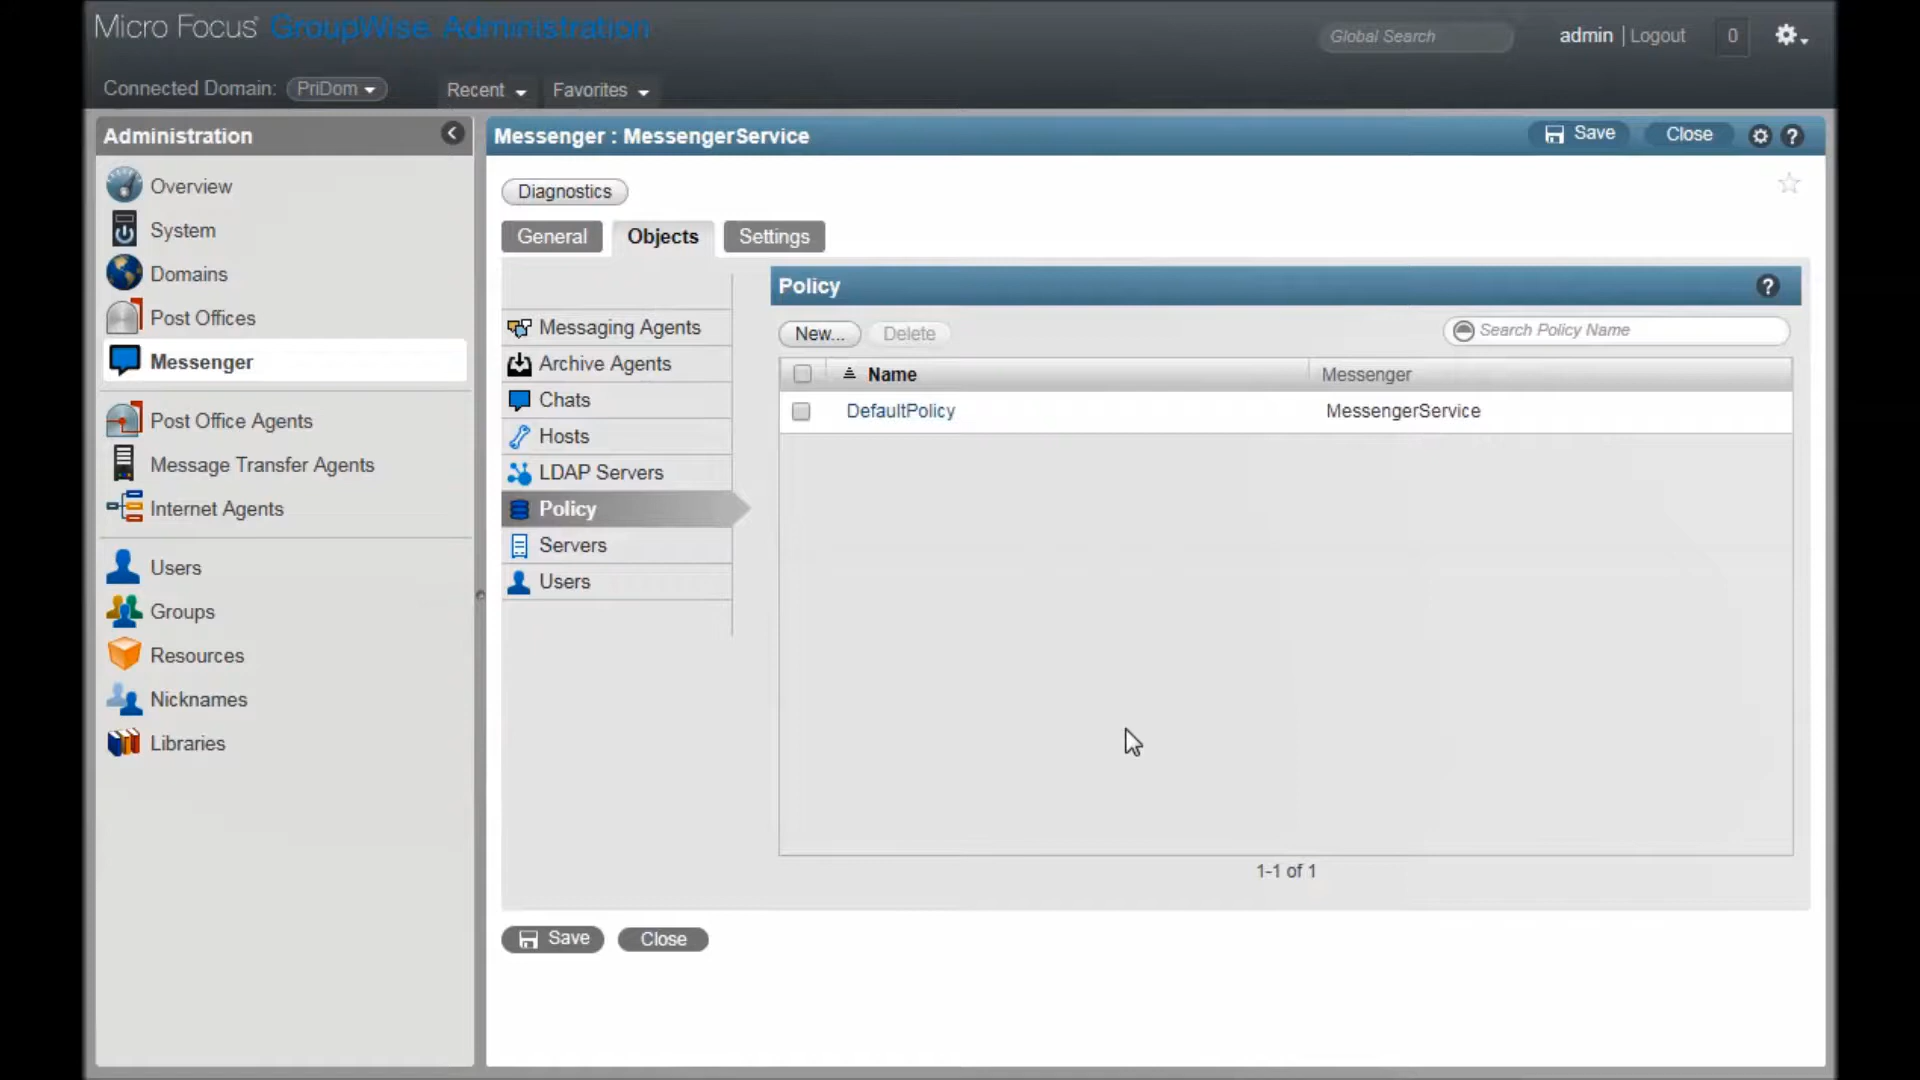 Micro Focus GroupWise Administration
Global Search
admin | Logout
0
Connected Domain: PriDom
Recent
Favorites
Administration
Overview
System
Domains
Post Offices
Messenger
Post Office Agents
Message Transfer Agents
Internet Agents
Users
Groups
Resources
Nicknames
Libraries
Messenger : MessengerService
Save
Close
?
Diagnostics
General
Objects
Settings
Messaging Agents
Archive Agents
Chats
Hosts
LDAP Servers
Policy
Servers
Users
Policy
?
New...
Delete
Search Policy Name
Name
Messenger
DefaultPolicy
MessengerService
1-1 of 1
Save
Close